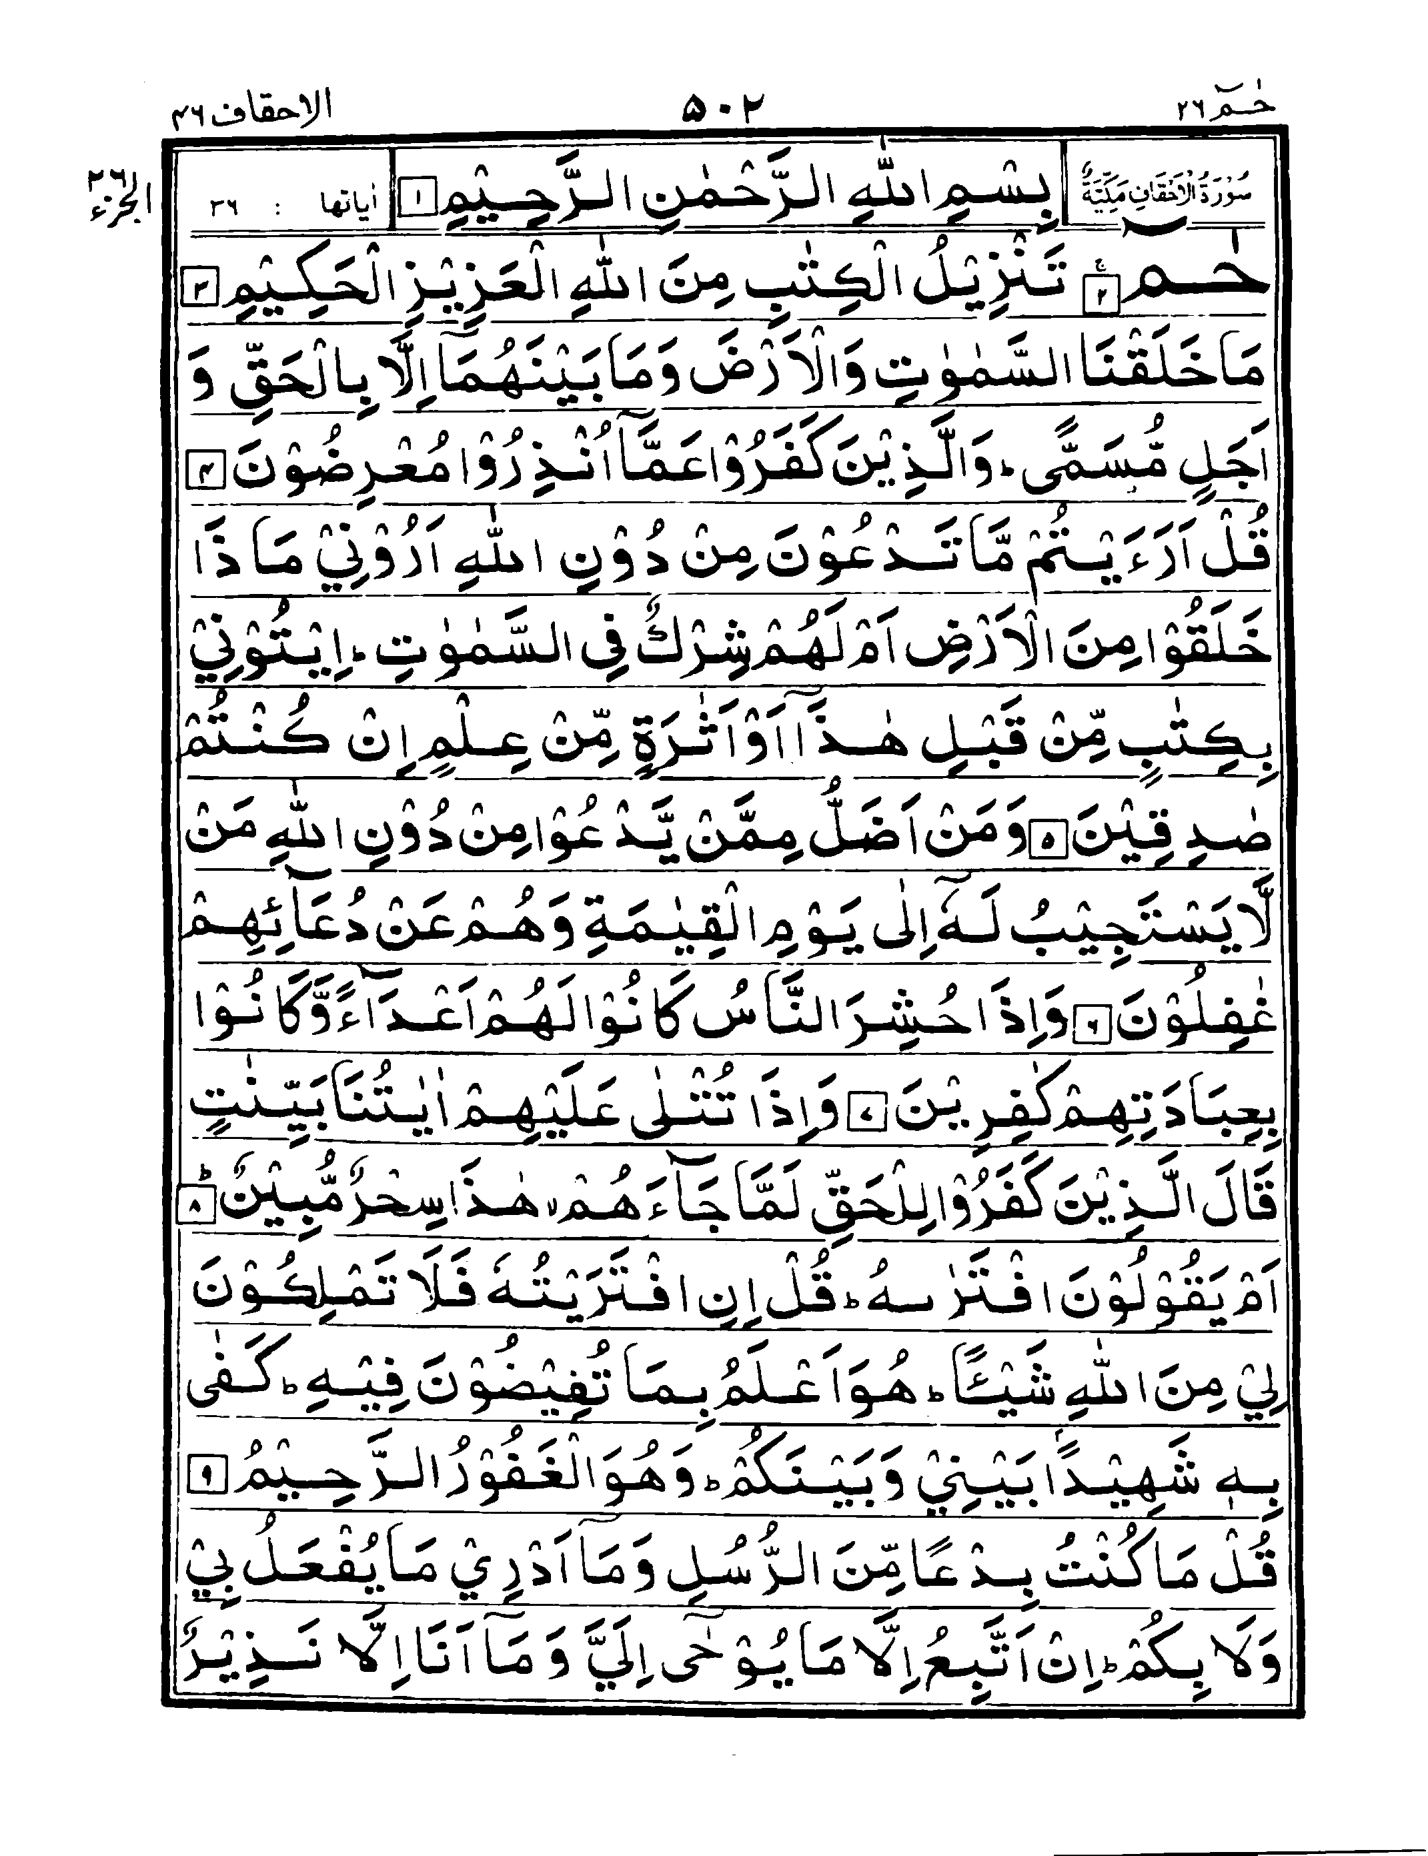 حٰمٓ ٢٦ ٥٠٢ الاحقاف ٤٦
الجزء ٢٦
سُوْرَةُ الْاَحْقَافِ مَكِّيَّةٌ بِسْمِ اللّٰهِ الرَّحْمٰنِ الرَّحِيْمِ ١ اٰياتها : ٣٦
حٰمٓ ٢ تَنْزِيْلُ الْكِتٰبِ مِنَ اللّٰهِ الْعَزِيْزِ الْحَكِيْمِ ٣
مَا خَلَقْنَا السَّمٰوٰتِ وَالْاَرْضَ وَمَا بَيْنَهُمَاۤ اِلَّا بِالْحَقِّ وَ
اَجَلٍ مُّسَمًّى ؕ وَالَّذِيْنَ كَفَرُوْا عَمَّاۤ اُنْذِرُوْا مُعْرِضُوْنَ ٤
قُلْ اَرَءَيْتُمْ مَّا تَدْعُوْنَ مِنْ دُوْنِ اللّٰهِ اَرُوْنِيْ مَاذَا
خَلَقُوْا مِنَ الْاَرْضِ اَمْ لَهُمْ شِرْكٌ فِى السَّمٰوٰتِ ؕ اِيْتُوْنِيْ
بِكِتٰبٍ مِّنْ قَبْلِ هٰذَاۤ اَوْ اَثٰرَةٍ مِّنْ عِلْمٍ اِنْ كُنْتُمْ
صٰدِقِيْنَ ٥ وَمَنْ اَضَلُّ مِمَّنْ يَّدْعُوْا مِنْ دُوْنِ اللّٰهِ مَنْ
لَّا يَسْتَجِيْبُ لَهٗۤ اِلٰى يَوْمِ الْقِيٰمَةِ وَهُمْ عَنْ دُعَآئِهِمْ
غٰفِلُوْنَ ٦ وَاِذَا حُشِرَ النَّاسُ كَانُوْا لَهُمْ اَعْدَآءً وَّكَانُوْا
بِعِبَادَتِهِمْ كٰفِرِيْنَ ٧ وَاِذَا تُتْلٰى عَلَيْهِمْ اٰيٰتُنَا بَيِّنٰتٍ
قَالَ الَّذِيْنَ كَفَرُوْا لِلْحَقِّ لَمَّا جَآءَهُمْ ۙ هٰذَا سِحْرٌ مُّبِيْنٌ ؕ ٨
اَمْ يَقُوْلُوْنَ افْتَرٰىهُ ؕ قُلْ اِنِ افْتَرَيْتُهٗ فَلَا تَمْلِكُوْنَ
لِيْ مِنَ اللّٰهِ شَيْـًٔا ؕ هُوَ اَعْلَمُ بِمَا تُفِيْضُوْنَ فِيْهِ ؕ كَفٰى
بِهٖ شَهِيْدًۢا بَيْنِيْ وَبَيْنَكُمْ ؕ وَهُوَ الْغَفُوْرُ الرَّحِيْمُ ٩
قُلْ مَا كُنْتُ بِدْعًا مِّنَ الرُّسُلِ وَمَاۤ اَدْرِيْ مَا يُفْعَلُ بِيْ
وَلَا بِكُمْ ؕ اِنْ اَتَّبِعُ اِلَّا مَا يُوْحٰۤى اِلَيَّ وَمَاۤ اَنَا اِلَّا نَذِيْرٌ